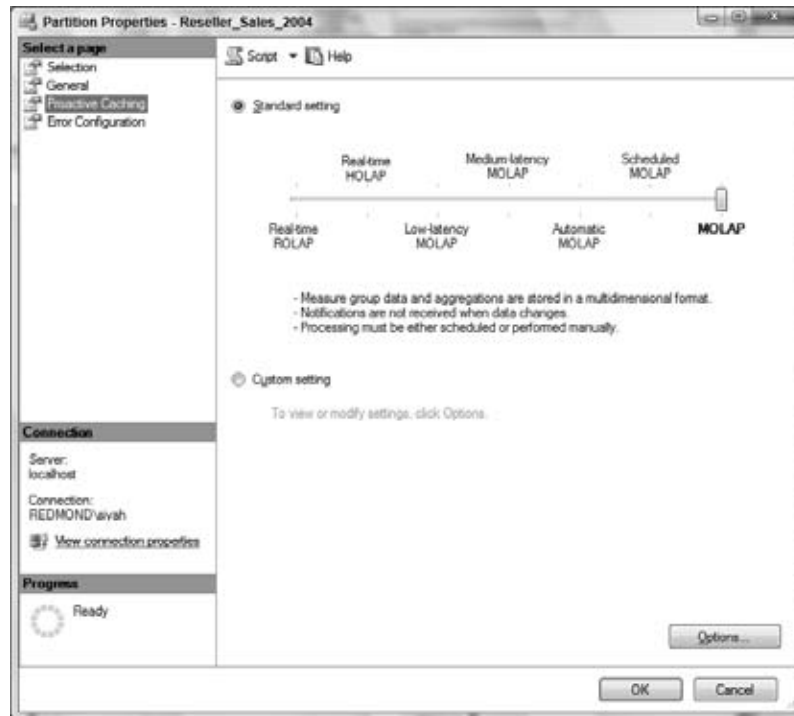 Partition Properties - Reseller_Sales_2004
Select a page
Selection
General
Proactive Caching
Error Configuration
Script
Help
Standard setting
Real-time HOLAP
Medium-latency MOLAP
Scheduled MOLAP
Real-time ROLAP
Low-latency MOLAP
Automatic MOLAP
MOLAP
- Measure group data and aggregations are stored in a multidimensional format.
- Notifications are not received when data changes.
- Processing must be either scheduled or performed manually.
Custom setting
To view or modify settings, click Options.
Connection
Server:
localhost
Connection:
REDMOND\sivah
View connection properties
Progress
Ready
Options...
OK
Cancel